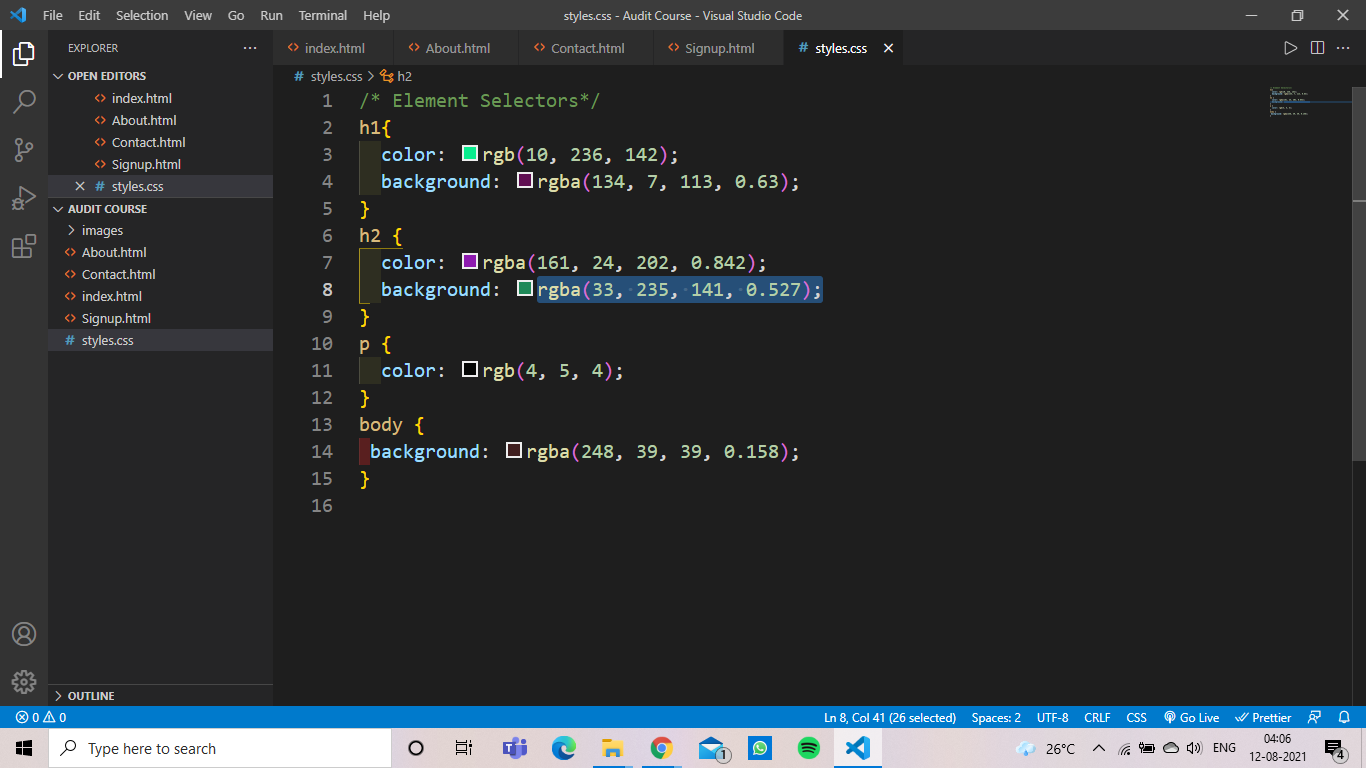 File Edit Selection View Go Run Terminal Help
styles.css - Audit Course - Visual Studio Code
EXPLORER
OPEN EDITORS
index.html
About.html
Contact.html
Signup.html
# styles.css
AUDIT COURSE
images
About.html
Contact.html
index.html
Signup.html
# styles.css
OUTLINE
index.html About.html Contact.html Signup.html # styles.css
# styles.css > h2
1 /* Element Selectors*/
2 h1{
3 color: rgb(10, 236, 142);
4 background: rgba(134, 7, 113, 0.63);
5 }
6 h2 {
7 color: rgba(161, 24, 202, 0.842);
8 background: rgba(33, 235, 141, 0.527);
9 }
10 p {
11 color: rgb(4, 5, 4);
12 }
13 body {
14 background: rgba(248, 39, 39, 0.158);
15 }
16
0 0 Ln 8, Col 41 (26 selected) Spaces: 2 UTF-8 CRLF CSS Go Live Prettier
Type here to search
1
26°C ENG
04:06
12-08-2021
4